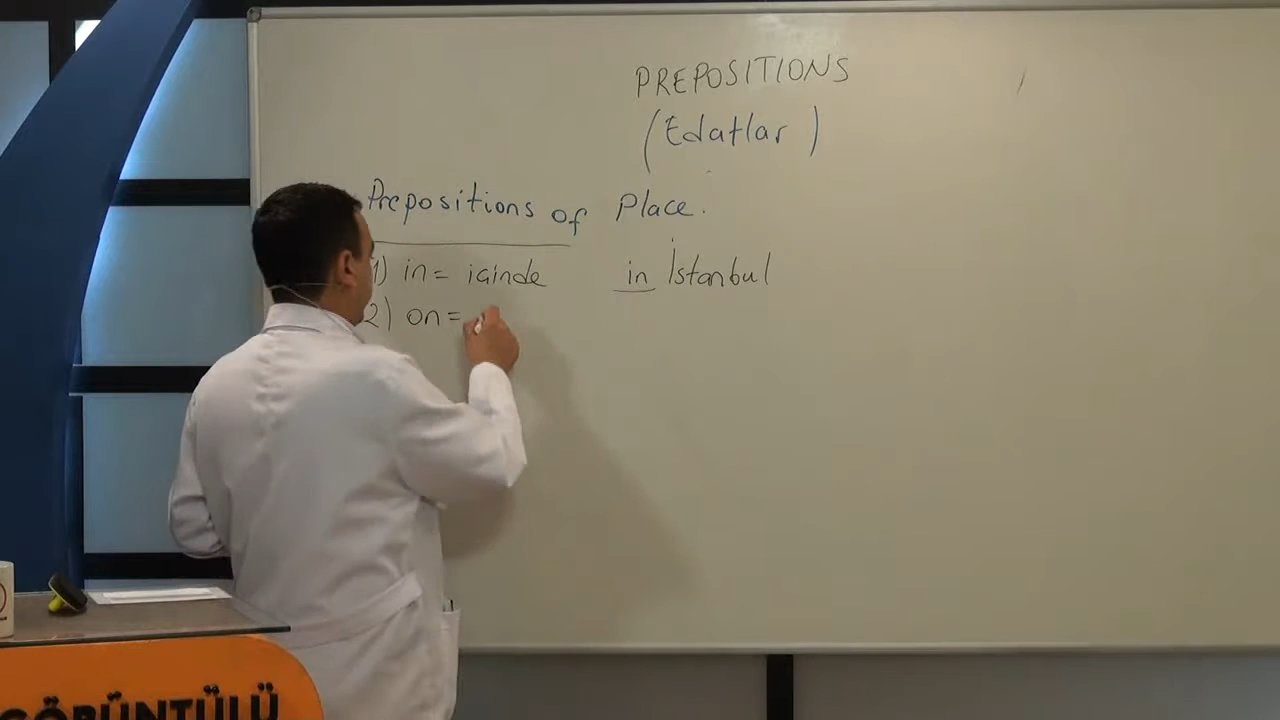 PREPOSITIONS
(Edatlar)
Prepositions of Place.
1) in = içinde in İstanbul
2) on =
GÖRÜNTÜLÜ